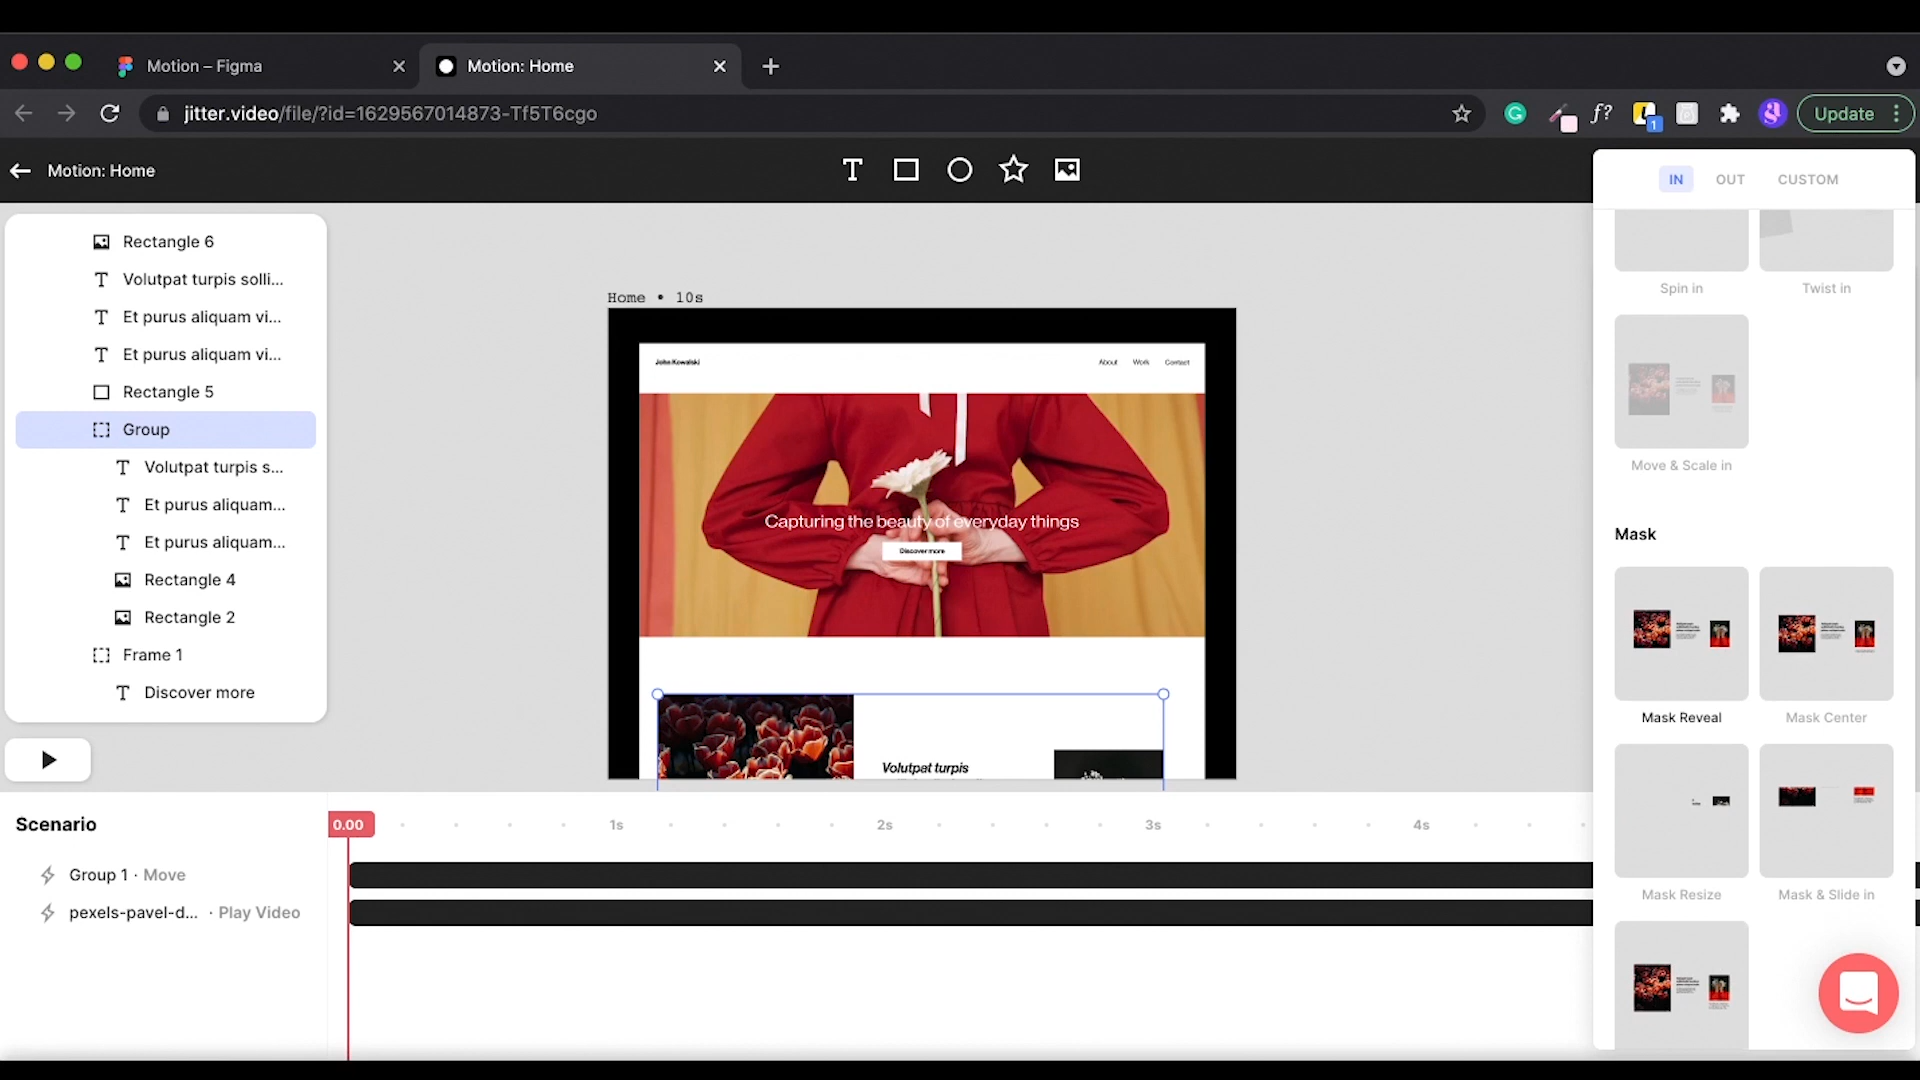 Motion – Figma
Motion: Home
jitter.video/file/?id=1629567014873-Tf5T6cgo
f?
1
Update
Motion: Home
T
IN
OUT
CUSTOM
Rectangle 6
Volutpat turpis solli...
Et purus aliquam vi...
Et purus aliquam vi...
Rectangle 5
Group
Volutpat turpis s...
Et purus aliquam...
Et purus aliquam...
Rectangle 4
Rectangle 2
Frame 1
Discover more
Home • 10s
John Kowalski
About
Work
Contact
Capturing the beauty of everyday things
Discover more
Volutpat turpis
Spin in
Twist in
Move & Scale in
Mask
Mask Reveal
Mask Center
Mask Resize
Mask & Slide in
Scenario
0.00
1s
2s
3s
4s
Group 1 · Move
pexels-pavel-d... · Play Video